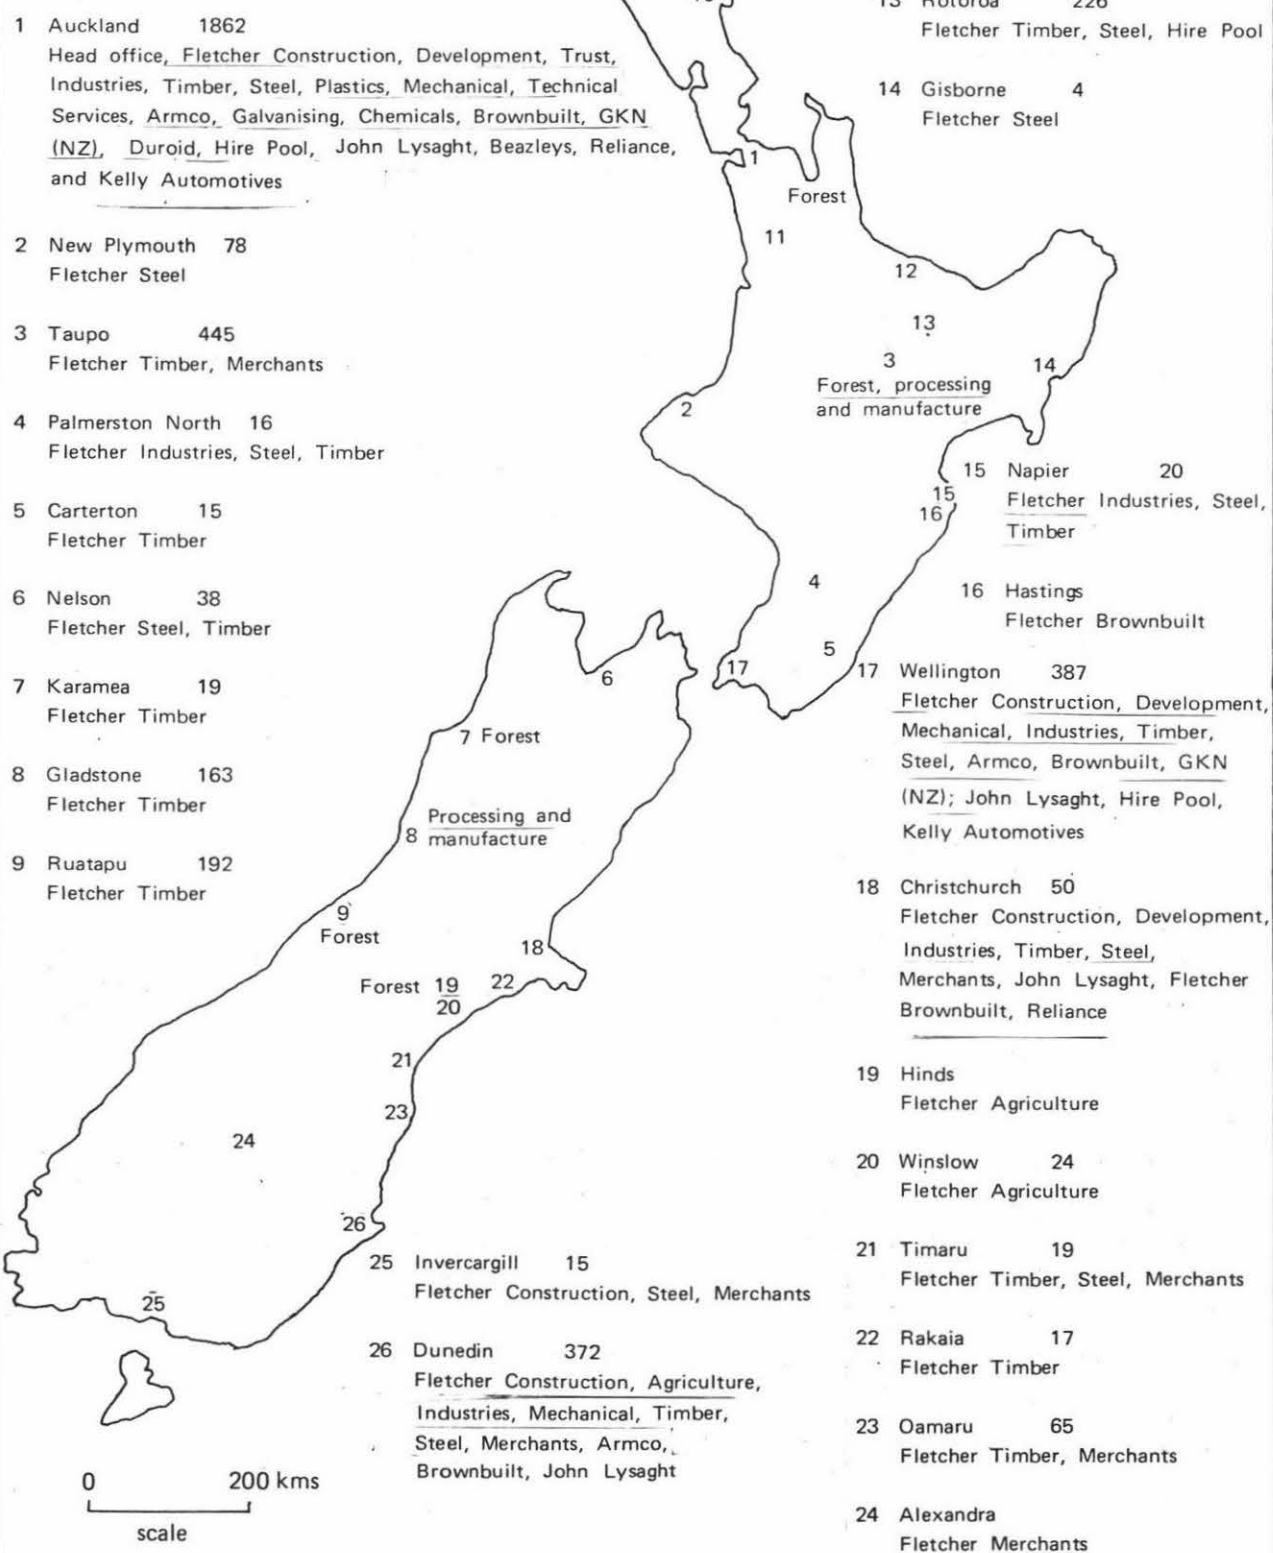 1 Auckland 1862
Head office, Fletcher Construction, Development, Trust,
Industries, Timber, Steel, Plastics, Mechanical, Technical
Services, Armco, Galvanising, Chemicals, Brownbuilt, GKN
(NZ), Duroid, Hire Pool, John Lysaght, Beazleys, Reliance,
and Kelly Automotives
2 New Plymouth 78
Fletcher Steel
3 Taupo 445
Fletcher Timber, Merchants
4 Palmerston North 16
Fletcher Industries, Steel, Timber
5 Carterton 15
Fletcher Timber
6 Nelson 38
Fletcher Steel, Timber
7 Karamea 19
Fletcher Timber
8 Gladstone 163
Fletcher Timber
9 Ruatapu 192
Fletcher Timber
13 Rotoroa 226
Fletcher Timber, Steel, Hire Pool
14 Gisborne 4
Fletcher Steel
15 Napier 20
Fletcher Industries, Steel,
Timber
16 Hastings
Fletcher Brownbuilt
17 Wellington 387
Fletcher Construction, Development,
Mechanical, Industries, Timber,
Steel, Armco, Brownbuilt, GKN
(NZ); John Lysaght, Hire Pool,
Kelly Automotives
18 Christchurch 50
Fletcher Construction, Development,
Industries, Timber, Steel,
Merchants, John Lysaght, Fletcher
Brownbuilt, Reliance
19 Hinds
Fletcher Agriculture
20 Winslow 24
Fletcher Agriculture
21 Timaru 19
Fletcher Timber, Steel, Merchants
22 Rakaia 17
Fletcher Timber
23 Oamaru 65
Fletcher Timber, Merchants
24 Alexandra
Fletcher Merchants
25 Invercargill 15
Fletcher Construction, Steel, Merchants
26 Dunedin 372
Fletcher Construction, Agriculture,
Industries, Mechanical, Timber,
Steel, Merchants, Armco,
Brownbuilt, John Lysaght
1
Forest
11
12
13
3
Forest, processing
and manufacture
14
2
15
16
4
5
17
6
7 Forest
Processing and
8 manufacture
9
Forest
18
Forest 19
20
22
21
23
24
26
25
0 200 kms
scale